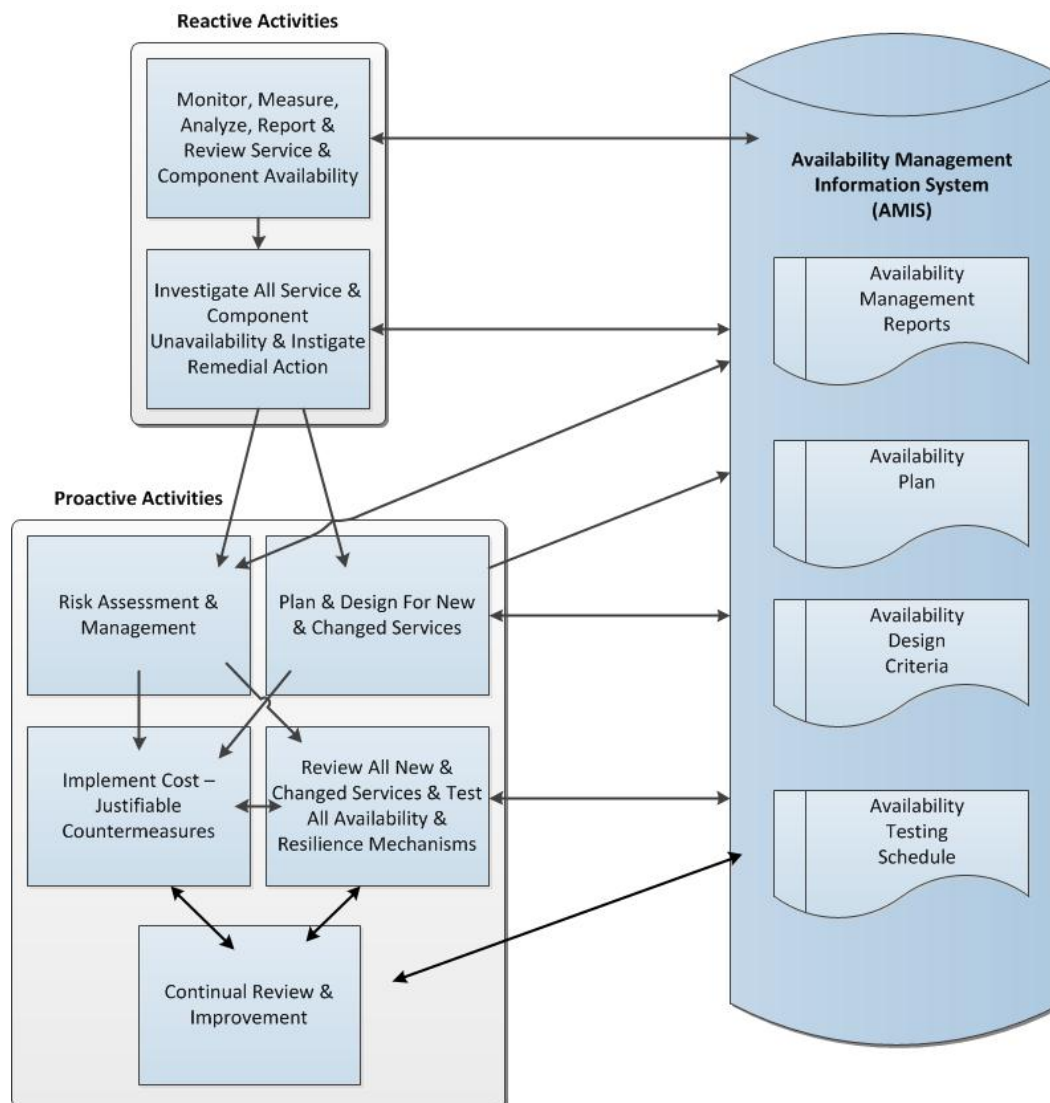 Reactive Activities
Monitor, Measure,
Analyze, Report &
Review Service &
Component Availability
Investigate All Service &
Component
Unavailability & Instigate
Remedial Action
Proactive Activities
Risk Assessment &
Management
Plan & Design For New
& Changed Services
Implement Cost –
Justifiable
Countermeasures
Review All New &
Changed Services & Test
All Availability &
Resilience Mechanisms
Continual Review &
Improvement
Availability Management
Information System
(AMIS)
Availability
Management
Reports
Availability
Plan
Availability
Design
Criteria
Availability
Testing
Schedule